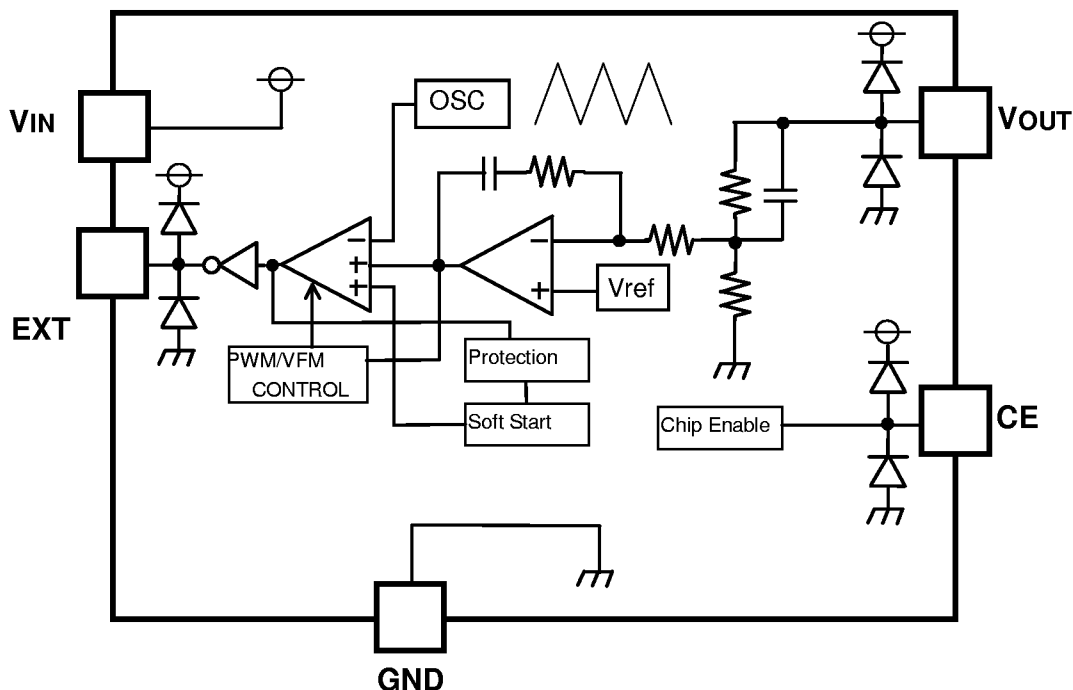 OSC
VIN
VOUT
Vref
EXT
PWM/VFM
CONTROL
Protection
Soft Start
Chip Enable
CE
GND